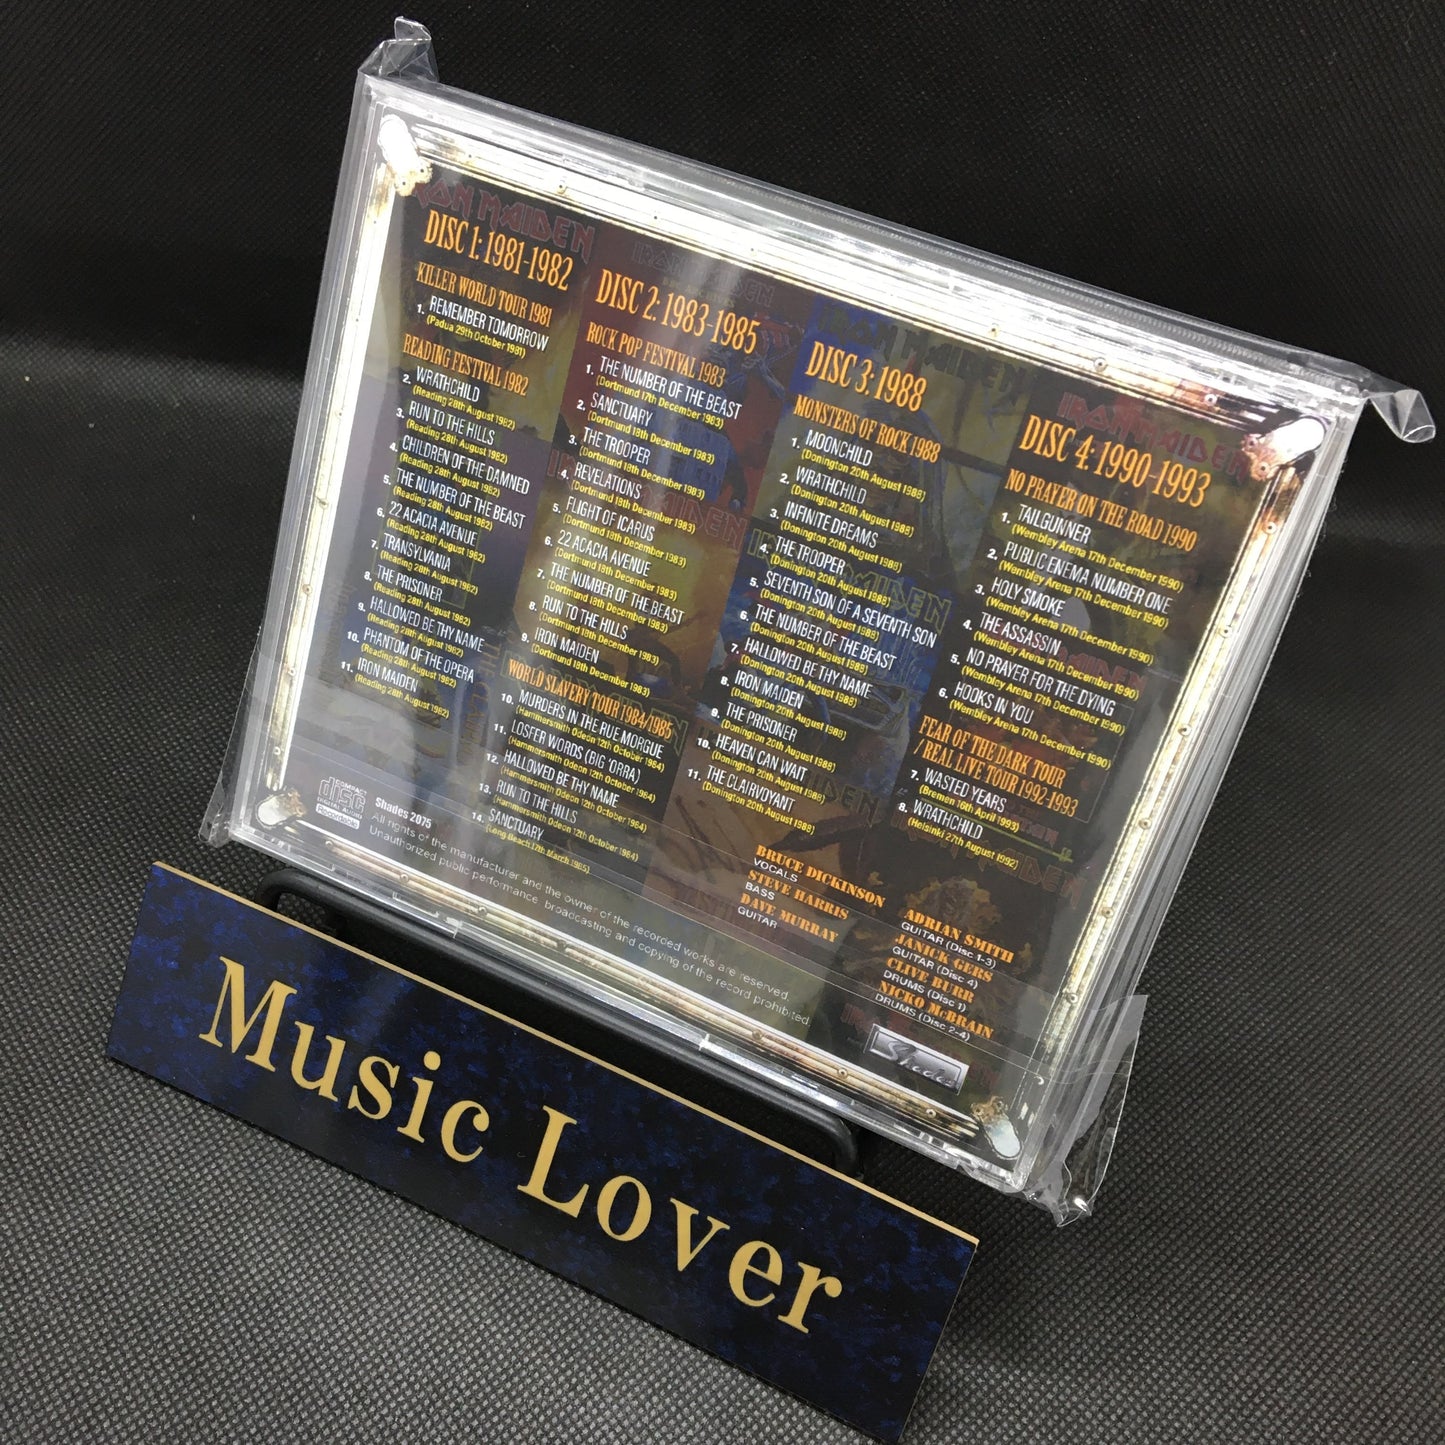 IRON MAIDEN
DISC 1: 1981-1982
KILLER WORLD TOUR 1981
1. REMEMBER TOMORROW
(Padua 29th October 1981)
READING FESTIVAL 1982
2. WRATHCHILD
(Reading 28th August 1982)
3. RUN TO THE HILLS
(Reading 28th August 1982)
4. CHILDREN OF THE DAMNED
(Reading 28th August 1982)
5. THE NUMBER OF THE BEAST
(Reading 28th August 1982)
6. 22 ACACIA AVENUE
(Reading 28th August 1982)
7. TRANSYLVANIA
(Reading 28th August 1982)
8. THE PRISONER
(Reading 28th August 1982)
9. HALLOWED BE THY NAME
(Reading 28th August 1982)
10. PHANTOM OF THE OPERA
(Reading 28th August 1982)
11. IRON MAIDEN
(Reading 28th August 1982)
DISC 2: 1983-1985
ROCK POP FESTIVAL 1983
1. THE NUMBER OF THE BEAST
(Dortmund 17th December 1983)
2. SANCTUARY
(Dortmund 18th December 1983)
3. THE TROOPER
(Dortmund 18th December 1983)
4. REVELATIONS
(Dortmund 18th December 1983)
5. FLIGHT OF ICARUS
(Dortmund 18th December 1983)
6. 22 ACACIA AVENUE
(Dortmund 18th December 1983)
7. THE NUMBER OF THE BEAST
(Dortmund 18th December 1983)
8. RUN TO THE HILLS
(Dortmund 18th December 1983)
9. IRON MAIDEN
(Dortmund 18th December 1983)
WORLD SLAVERY TOUR 1984/1985
10. MURDERS IN THE RUE MORGUE
(Hammersmith Odeon 12th October 1984)
11. LOSFER WORDS (BIG 'ORRA)
(Hammersmith Odeon 12th October 1984)
12. HALLOWED BE THY NAME
(Hammersmith Odeon 12th October 1984)
13. RUN TO THE HILLS
(Hammersmith Odeon 12th October 1984)
14. SANCTUARY
(Long Beach 17th March 1985)
DISC 3: 1988
MONSTERS OF ROCK 1988
1. MOONCHILD
(Donington 20th August 1988)
2. WRATHCHILD
(Donington 20th August 1988)
3. INFINITE DREAMS
(Donington 20th August 1988)
4. THE TROOPER
(Donington 20th August 1988)
5. SEVENTH SON OF A SEVENTH SON
(Donington 20th August 1988)
6. THE NUMBER OF THE BEAST
(Donington 20th August 1988)
7. HALLOWED BE THY NAME
(Donington 20th August 1988)
8. IRON MAIDEN
(Donington 20th August 1988)
9. THE PRISONER
(Donington 20th August 1988)
10. HEAVEN CAN WAIT
(Donington 20th August 1988)
11. THE CLAIRVOYANT
(Donington 20th August 1988)
DISC 4: 1990-1993
NO PRAYER ON THE ROAD 1990
1. TAILGUNNER
(Wembley Arena 17th December 1990)
2. PUBLIC ENEMA NUMBER ONE
(Wembley Arena 17th December 1990)
3. HOLY SMOKE
(Wembley Arena 17th December 1990)
4. THE ASSASSIN
(Wembley Arena 17th December 1990)
5. NO PRAYER FOR THE DYING
(Wembley Arena 17th December 1990)
6. HOOKS IN YOU
(Wembley Arena 17th December 1990)
FEAR OF THE DARK TOUR
/ REAL LIVE TOUR 1992-1993
7. WASTED YEARS
(Bremen 16th April 1993)
8. WRATHCHILD
(Helsinki 27th August 1992)
BRUCE DICKINSON
VOCALS
STEVE HARRIS
BASS
DAVE MURRAY
GUITAR
ADRIAN SMITH
GUITAR (Disc 1-3)
JANICK GERS
GUITAR (Disc 4)
CLIVE BURR
DRUMS (Disc 1)
NICKO McBRAIN
DRUMS (Disc 2-4)
COMPACT
disc
DIGITAL AUDIO
Recordable
Shades 2075
All rights of the manufacturer and the owner of the recorded works are reserved.
Unauthorized public performance, broadcasting and copying of the record prohibited.
Shades
Music Lover